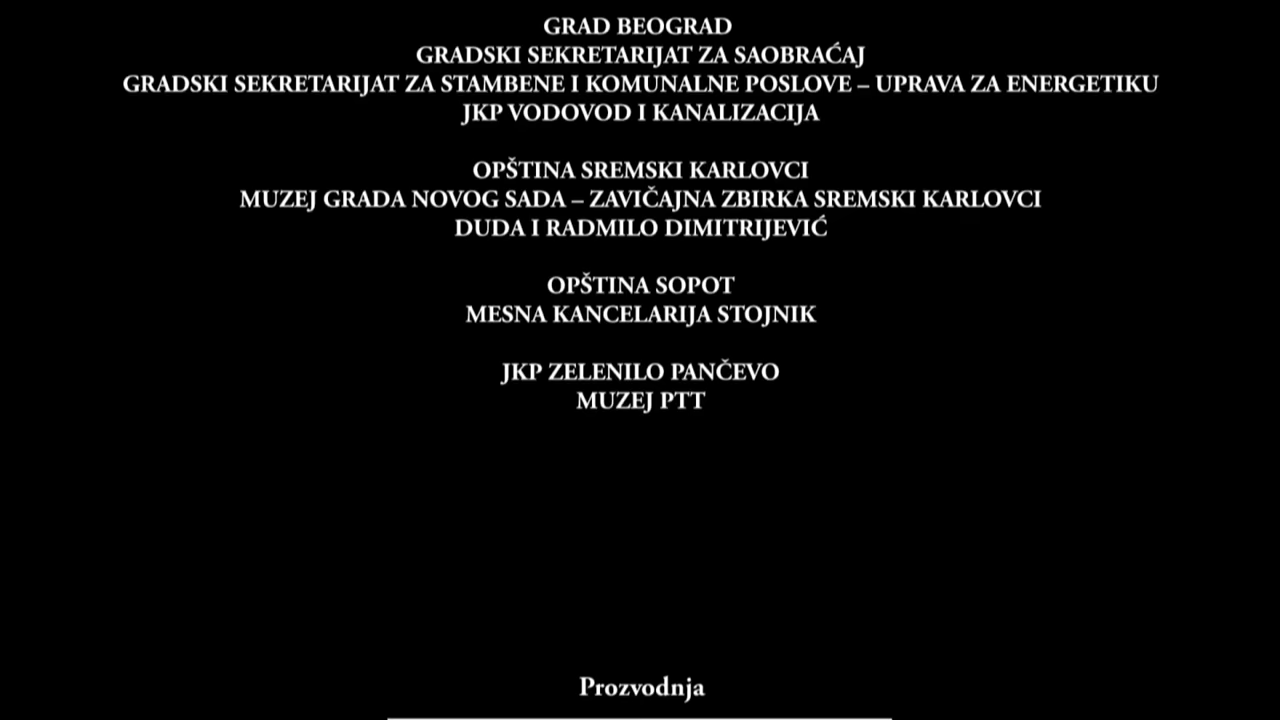 GRAD BEOGRAD
GRADSKI SEKRETARIJAT ZA SAOBRAĆAJ
GRADSKI SEKRETARIJAT ZA STAMBENE I KOMUNALNE POSLOVE – UPRAVA ZA ENERGETIKU
JKP VODOVOD I KANALIZACIJA
OPŠTINA SREMSKI KARLOVCI
MUZEJ GRADA NOVOG SADA – ZAVIČAJNA ZBIRKA SREMSKI KARLOVCI
DUDA I RADMILO DIMITRIJEVIĆ
OPŠTINA SOPOT
MESNA KANCELARIJA STOJNIK
JKP ZELENILO PANČEVO
MUZEJ PTT
Prozvodnja